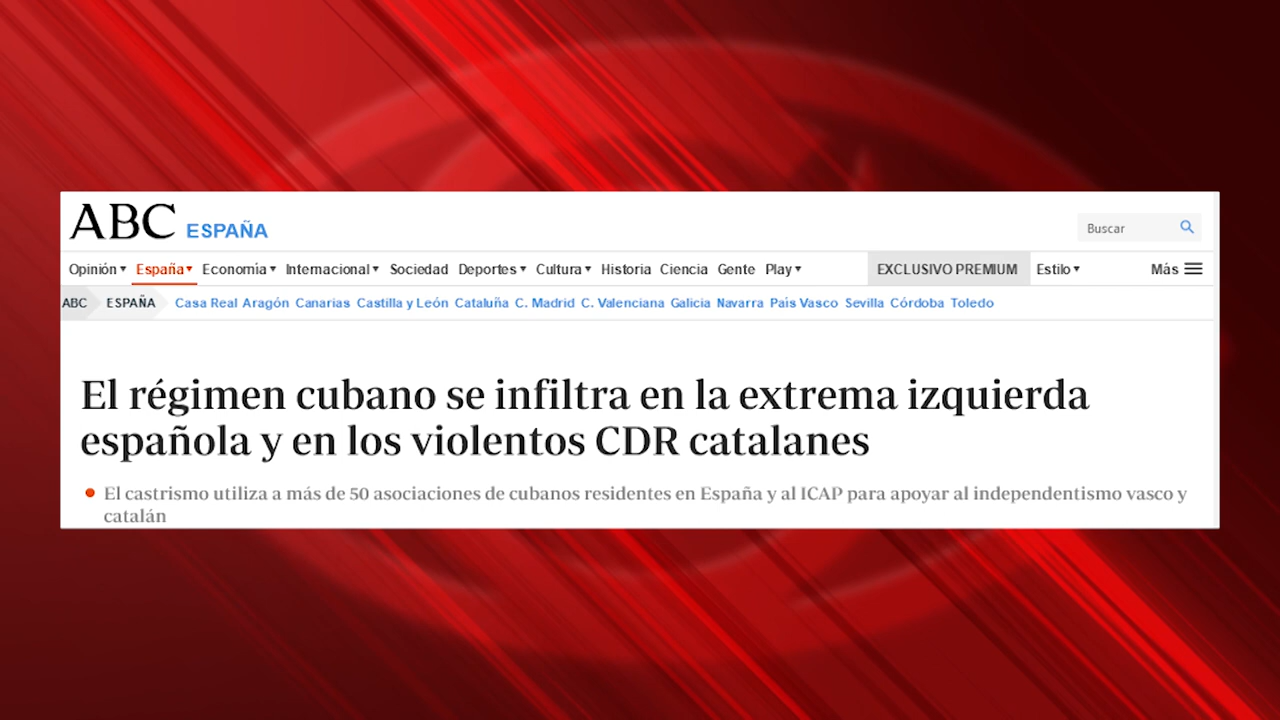 ABC ESPAÑA
Buscar
Opinión España Economía Internacional Sociedad Deportes Cultura Historia Ciencia Gente Play EXCLUSIVO PREMIUM Estilo Más
ABC ESPAÑA Casa Real Aragón Canarias Castilla y León Cataluña C. Madrid C. Valenciana Galicia Navarra País Vasco Sevilla Córdoba Toledo
El régimen cubano se infiltra en la extrema izquierda
española y en los violentos CDR catalanes
El castrismo utiliza a más de 50 asociaciones de cubanos residentes en España y al ICAP para apoyar al independentismo vasco y
catalán